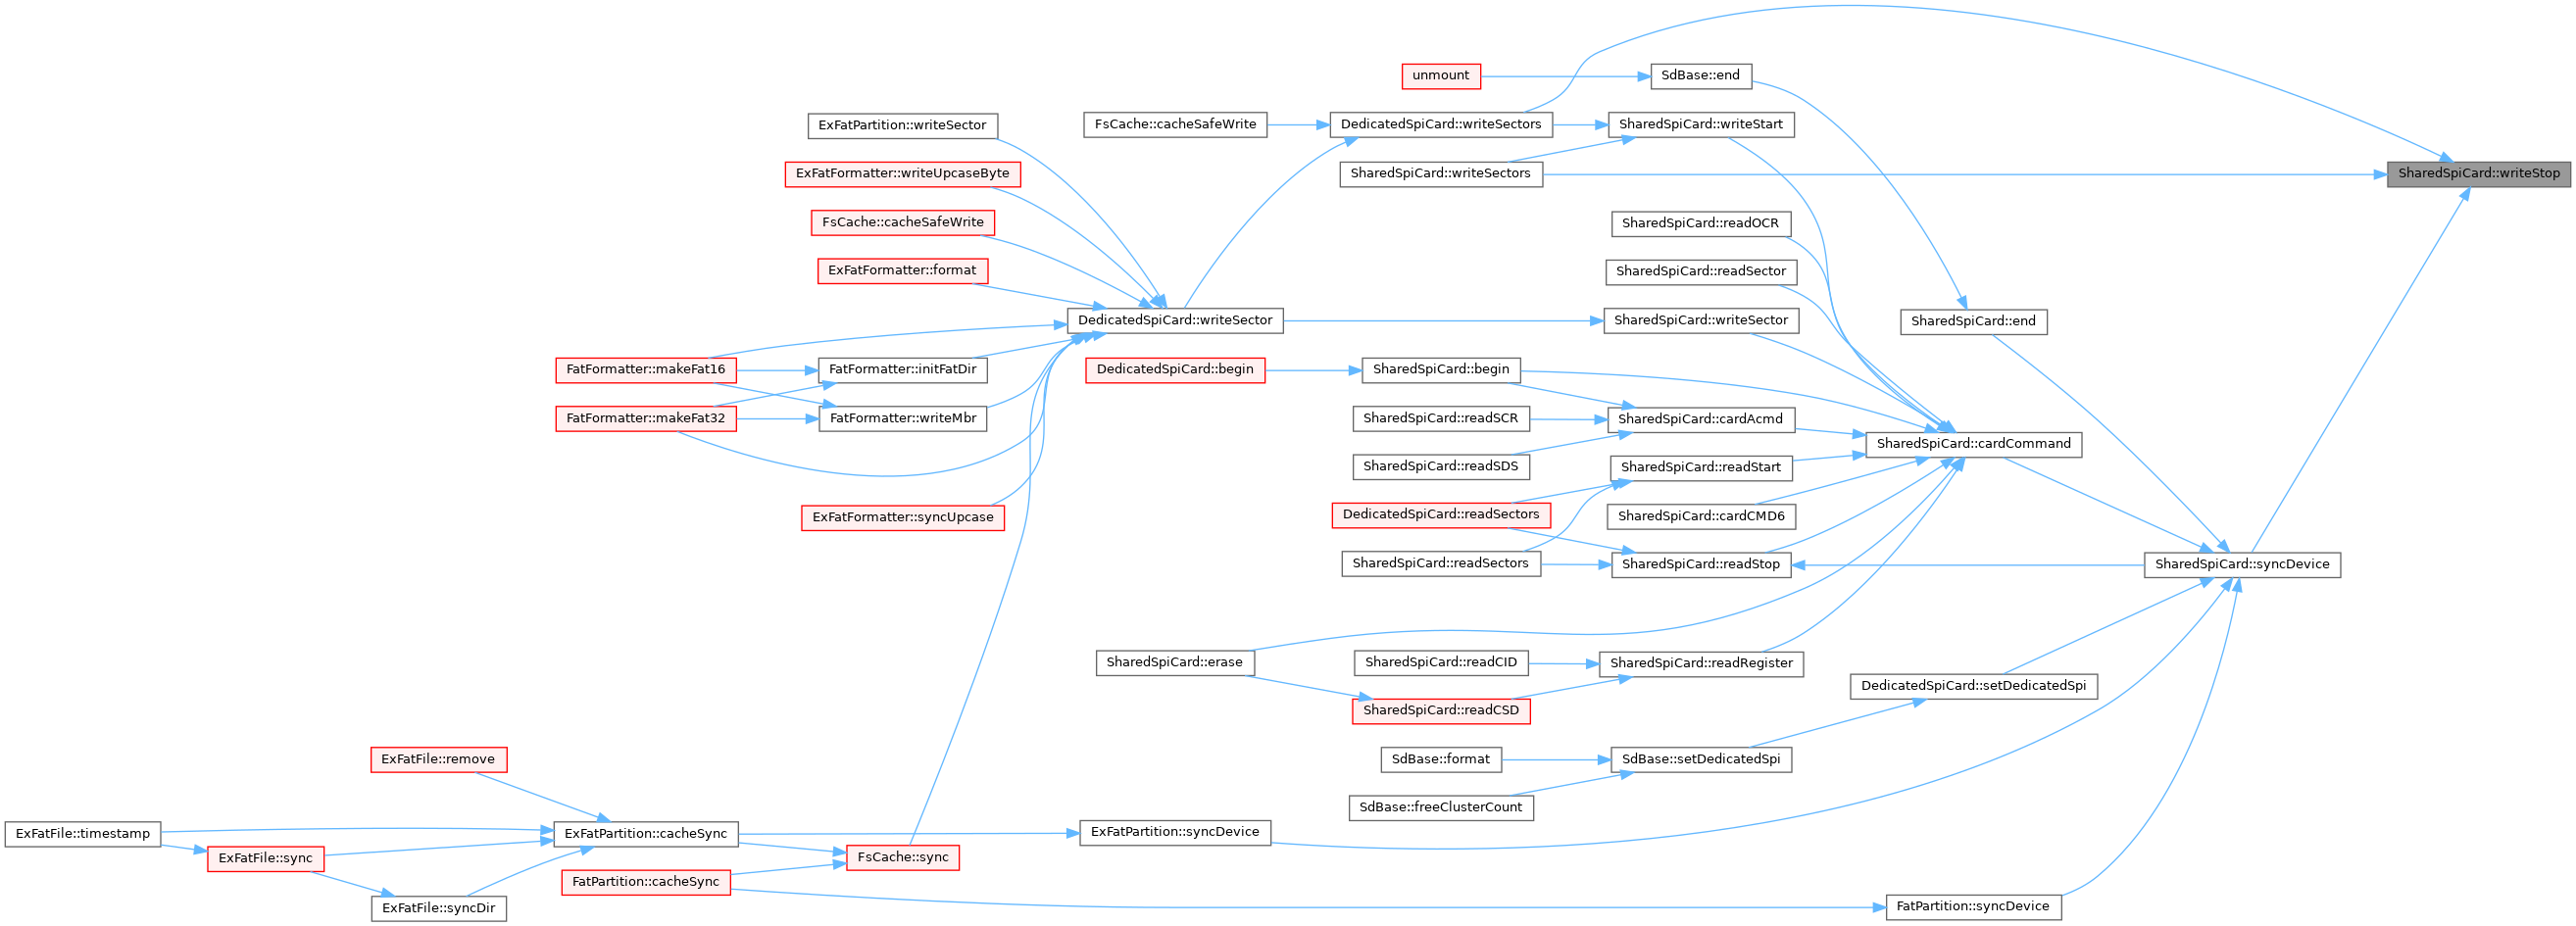 unmount
SdBase::end
ExFatPartition::writeSector
FsCache::cacheSafeWrite
DedicatedSpiCard::writeSectors
SharedSpiCard::writeStart
ExFatFormatter::writeUpcaseByte
SharedSpiCard::writeSectors
SharedSpiCard::writeStop
FsCache::cacheSafeWrite
SharedSpiCard::readOCR
ExFatFormatter::format
SharedSpiCard::readSector
DedicatedSpiCard::writeSector
SharedSpiCard::writeSector
SharedSpiCard::end
FatFormatter::makeFat16
FatFormatter::initFatDir
DedicatedSpiCard::begin
SharedSpiCard::begin
FatFormatter::makeFat32
FatFormatter::writeMbr
SharedSpiCard::readSCR
SharedSpiCard::cardAcmd
SharedSpiCard::cardCommand
SharedSpiCard::readSDS
SharedSpiCard::readStart
ExFatFormatter::syncUpcase
DedicatedSpiCard::readSectors
SharedSpiCard::cardCMD6
SharedSpiCard::readSectors
SharedSpiCard::readStop
SharedSpiCard::syncDevice
SharedSpiCard::erase
SharedSpiCard::readCID
SharedSpiCard::readRegister
SharedSpiCard::readCSD
DedicatedSpiCard::setDedicatedSpi
ExFatFile::remove
SdBase::format
SdBase::setDedicatedSpi
SdBase::freeClusterCount
ExFatFile::timestamp
ExFatPartition::cacheSync
ExFatPartition::syncDevice
ExFatFile::sync
FsCache::sync
FatPartition::cacheSync
ExFatFile::syncDir
FatPartition::syncDevice